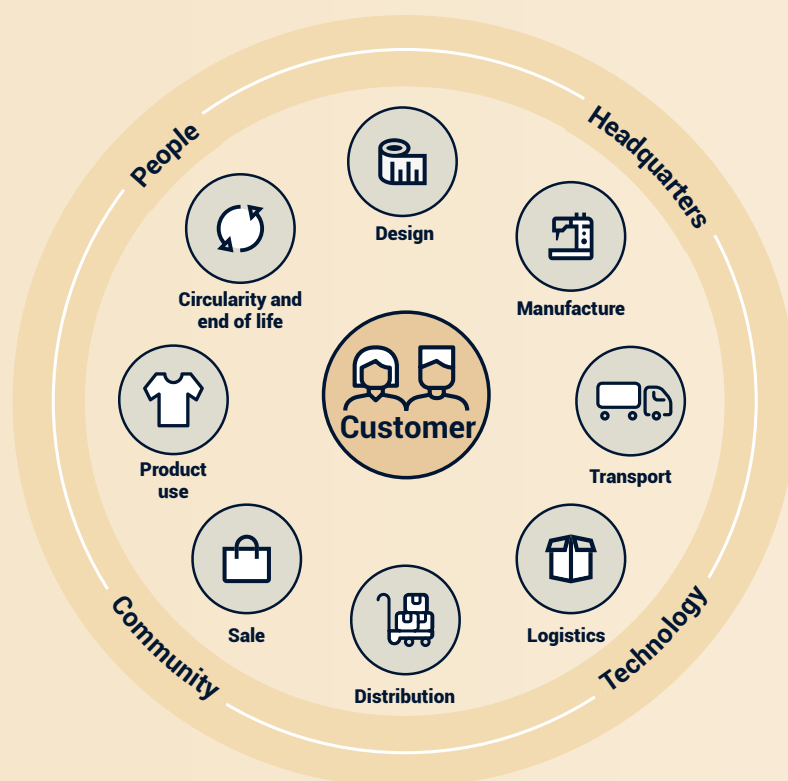 People
Headquarters
Design
Manufacture
Circularity and
end of life
Customer
Product
use
Transport
Sale
Logistics
Distribution
Community
Technology